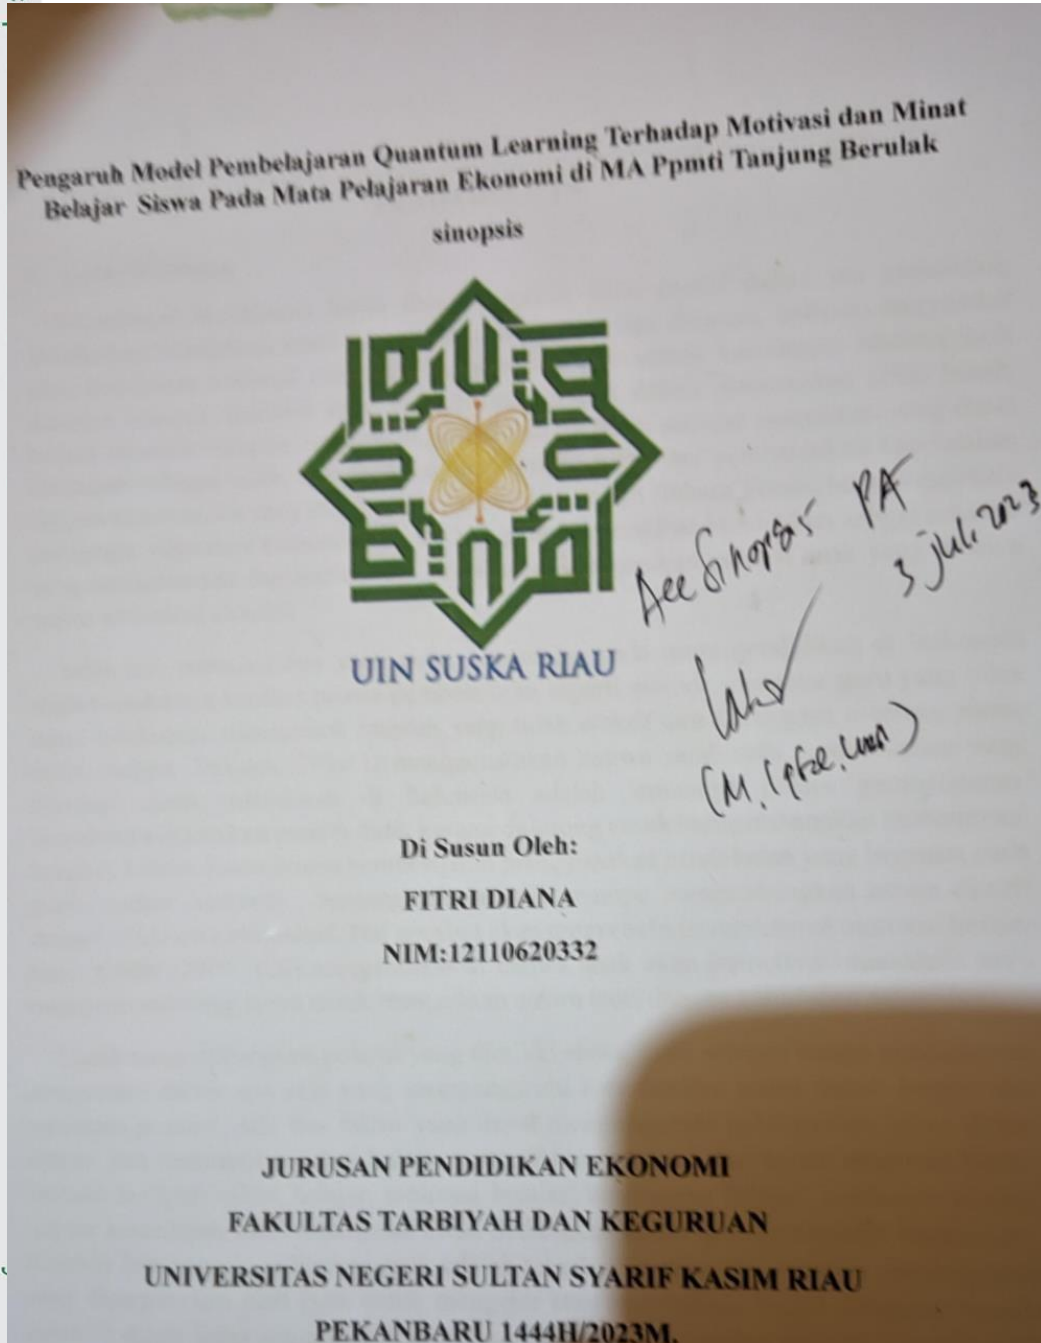 Pengaruh Model Pembelajaran Quantum Learning Terhadap Motivasi dan Minat
Belajar Siswa Pada Mata Pelajaran Ekonomi di MA Ppmti Tanjung Berulak
sinopsis
UIN SUSKA RIAU
Acc Sinopsis PA
3 juli 2023
(M. Iqbal, )
Di Susun Oleh:
FITRI DIANA
NIM:12110620332
JURUSAN PENDIDIKAN EKONOMI
FAKULTAS TARBIYAH DAN KEGURUAN
UNIVERSITAS NEGERI SULTAN SYARIF KASIM RIAU
PEKANBARU 1444H/2023M.